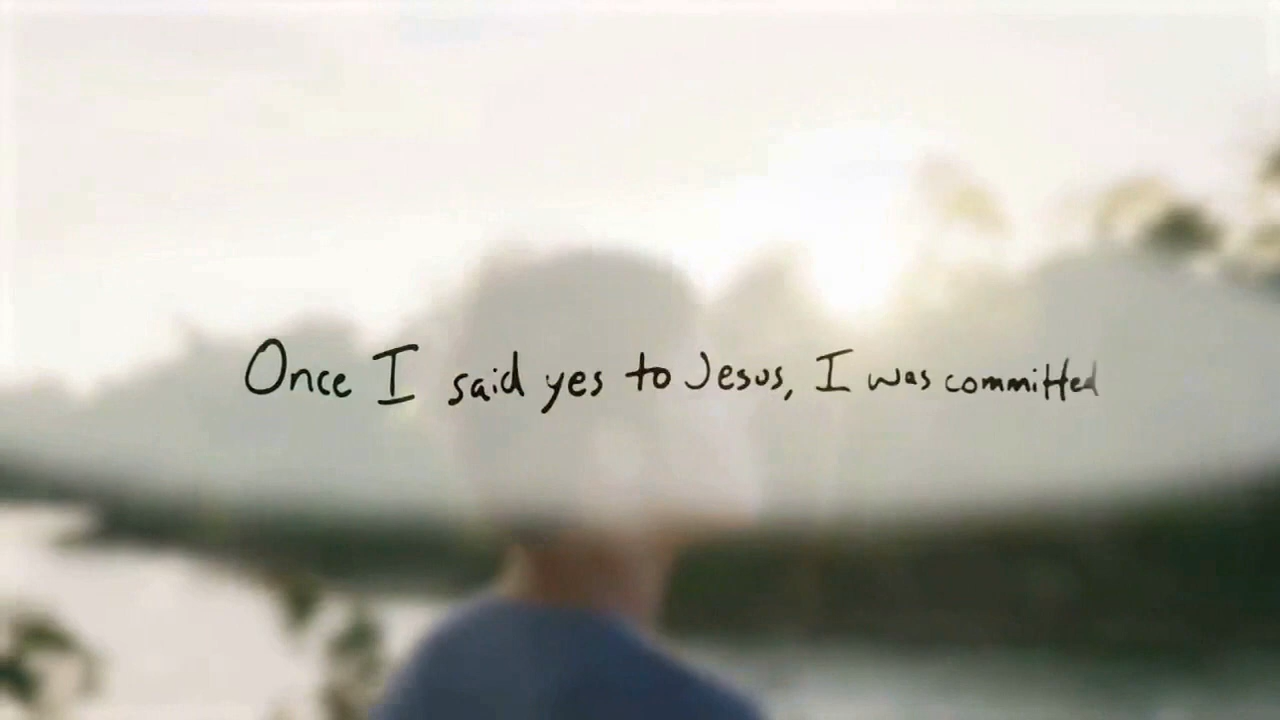 Once I said yes to Jesus, I was committed